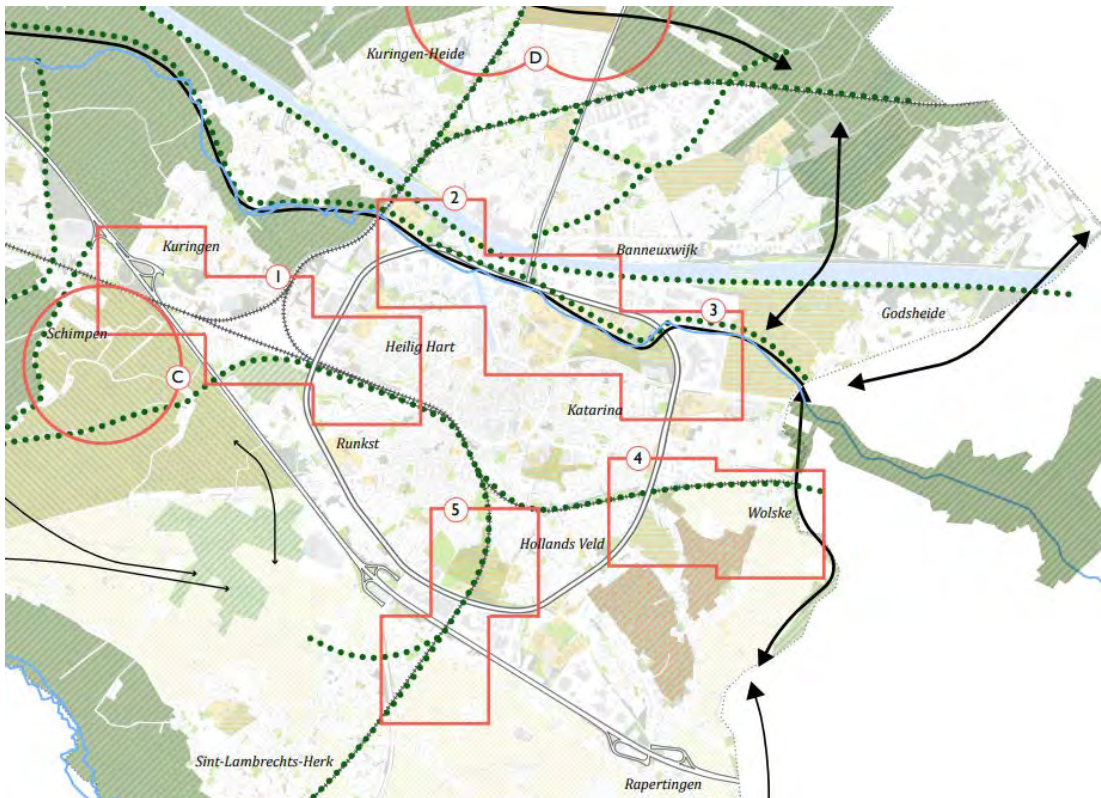 Kuringen-Heide
D
2
Kuringen
Banneuxwijk
1
3
Godsheide
Schimpen
Heilig Hart
C
Katarina
Runkst
4
5
Wolske
Hollands Veld
Sint-Lambrechts-Herk
Rapertingen